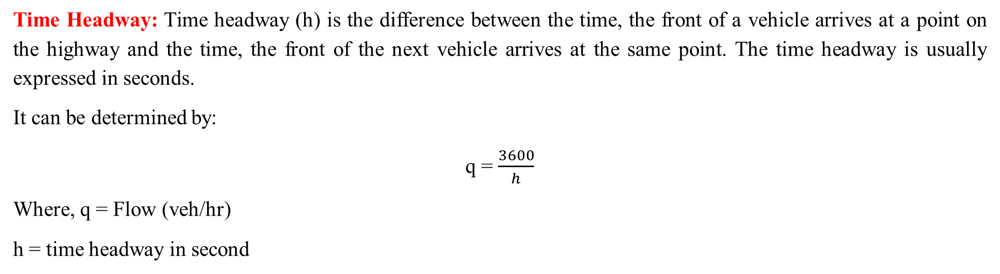 Time Headway: Time headway (h) is the difference between the time, the front of a vehicle arrives at a point on
the highway and the time, the front of the next vehicle arrives at the same point. The time headway is usually
expressed in seconds.
It can be determined by:
q = 3600/h
Where, q = Flow (veh/hr)
h = time headway in second